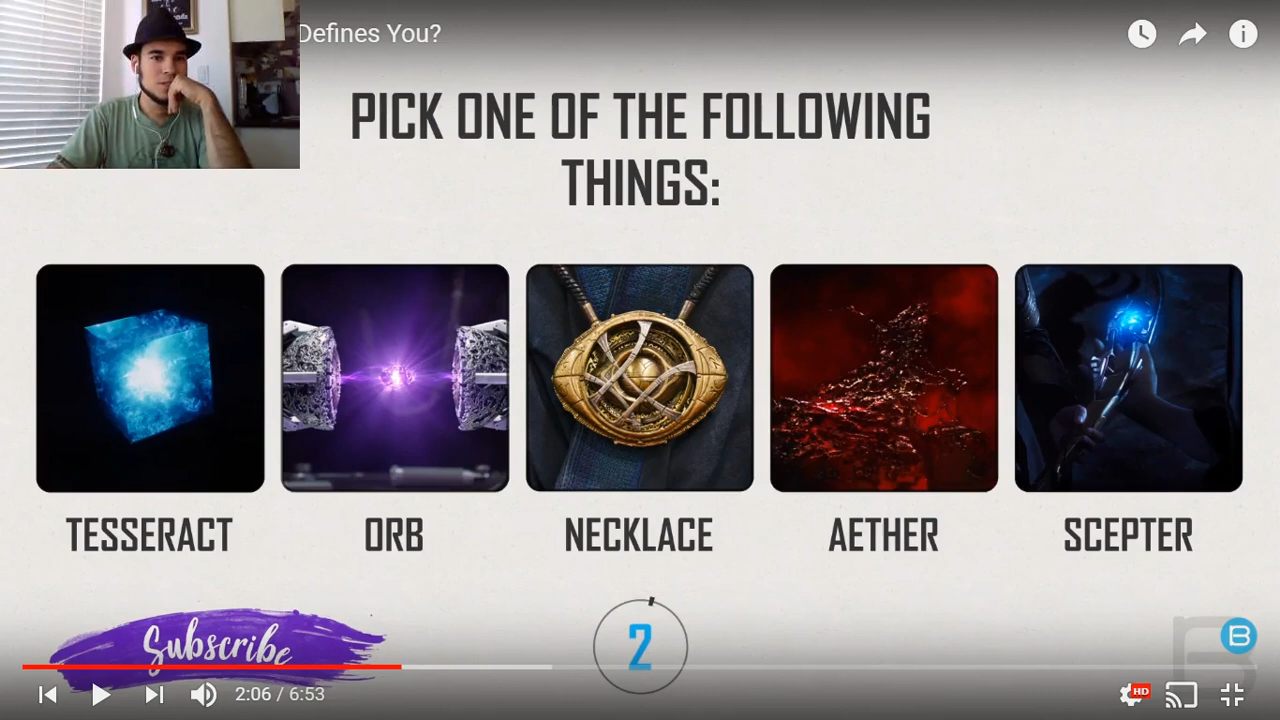 Defines You?
PICK ONE OF THE FOLLOWING
THINGS:
TESSERACT
ORB
NECKLACE
AETHER
SCEPTER
Subscribe
2
B
2:06 / 6:53
HD